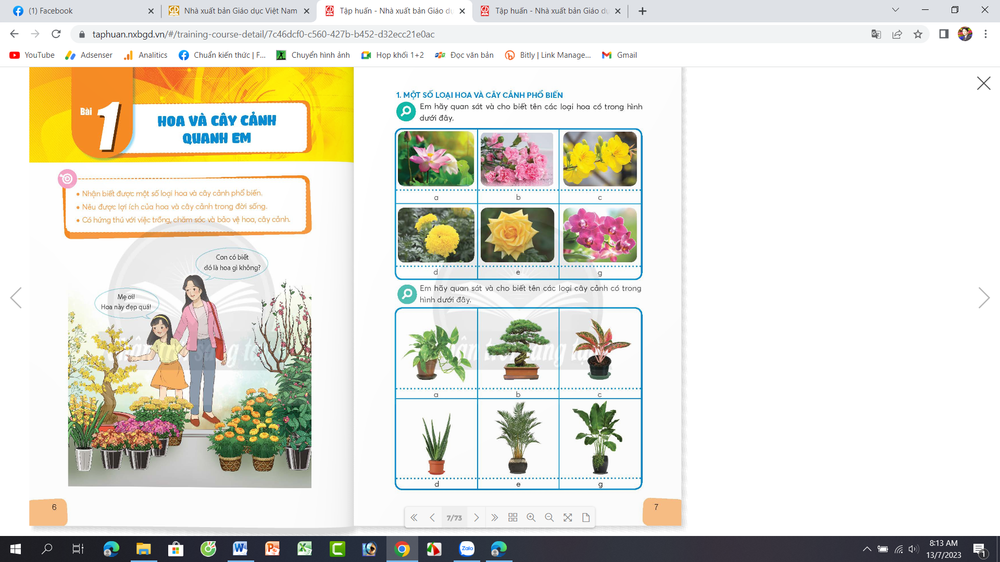 (1) Facebook
Nhà xuất bản Giáo dục Việt Nam
Tập huấn - Nhà xuất bản Giáo dụ
Tập huấn - Nhà xuất bản Giáo dụ
taphuan.nxbgd.vn/#/training-course-detail/7c46dcf0-c560-427b-b452-d32ecc21e0ac
YouTube
Adsenser
Analitics
Chuẩn kiến thức | F...
Chuyển hình ảnh
Họp khối 1+2
Đọc văn bản
Bitly | Link Manage...
Gmail
Bài 1
HOA VÀ CÂY CẢNH
QUANH EM
• Nhận biết được một số loại hoa và cây cảnh phổ biến.
• Nêu được lợi ích của hoa và cây cảnh trong đời sống.
• Có hứng thú với việc trồng, chăm sóc và bảo vệ hoa, cây cảnh.
Con có biết
đó là hoa gì không?
Mẹ ơi!
Hoa này đẹp quá!
6
1. MỘT SỐ LOẠI HOA VÀ CÂY CẢNH PHỔ BIẾN
Em hãy quan sát và cho biết tên các loại hoa có trong hình
dưới đây.
a b c
d e g
Em hãy quan sát và cho biết tên các loại cây cảnh có trong
hình dưới đây.
a b c
d e g
7
7/73
Zalo
8:13 AM
13/7/2023
1